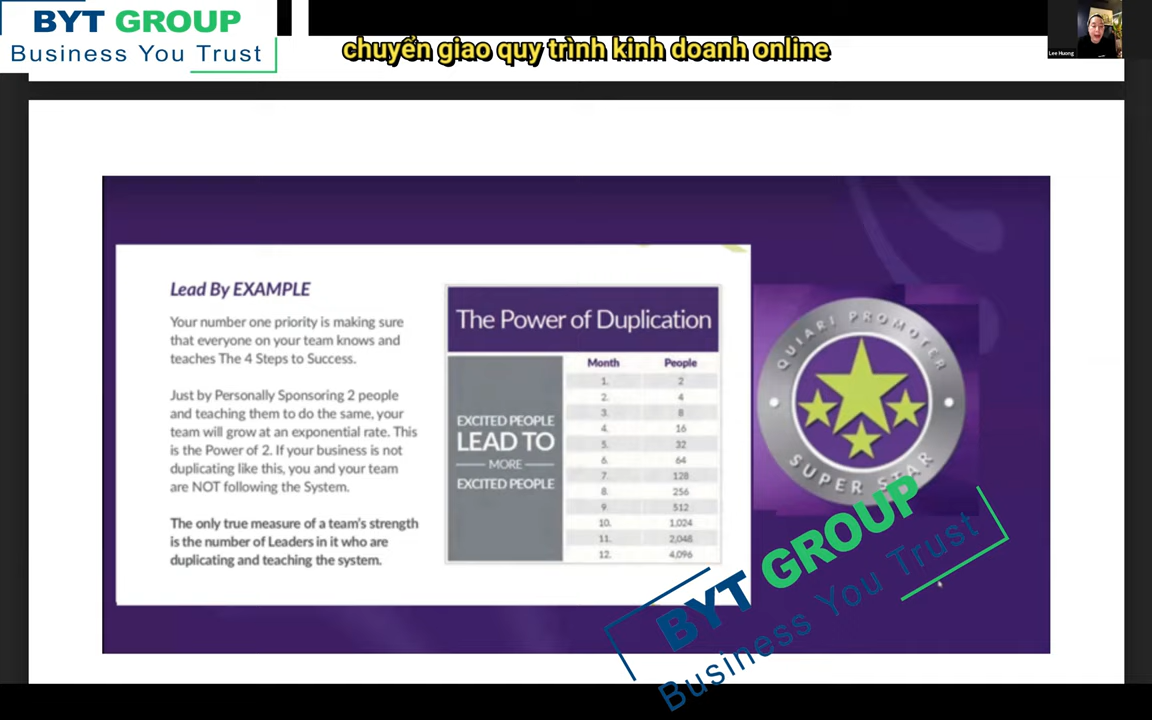 BYT GROUP
Business You Trust
chuyển giao quy trình kinh doanh online
Lee Huong
Lead By EXAMPLE
Your number one priority is making sure
that everyone on your team knows and
teaches The 4 Steps to Success.
Just by Personally Sponsoring 2 people
and teaching them to do the same, your
team will grow at an exponential rate. This
is the Power of 2. If your business is not
duplicating like this, you and your team
are NOT following the System.
The only true measure of a team's strength
is the number of Leaders in it who are
duplicating and teaching the system.
The Power of Duplication
EXCITED PEOPLE
LEAD TO
MORE
EXCITED PEOPLE
Month People
1. 2
2. 4
3. 8
4. 16
5. 32
6. 64
7. 128
8. 256
9. 512
10. 1,024
11. 2,048
12. 4,096
QUIARI PROMOTER
SUPER STAR
BYT GROUP
Business You Trust